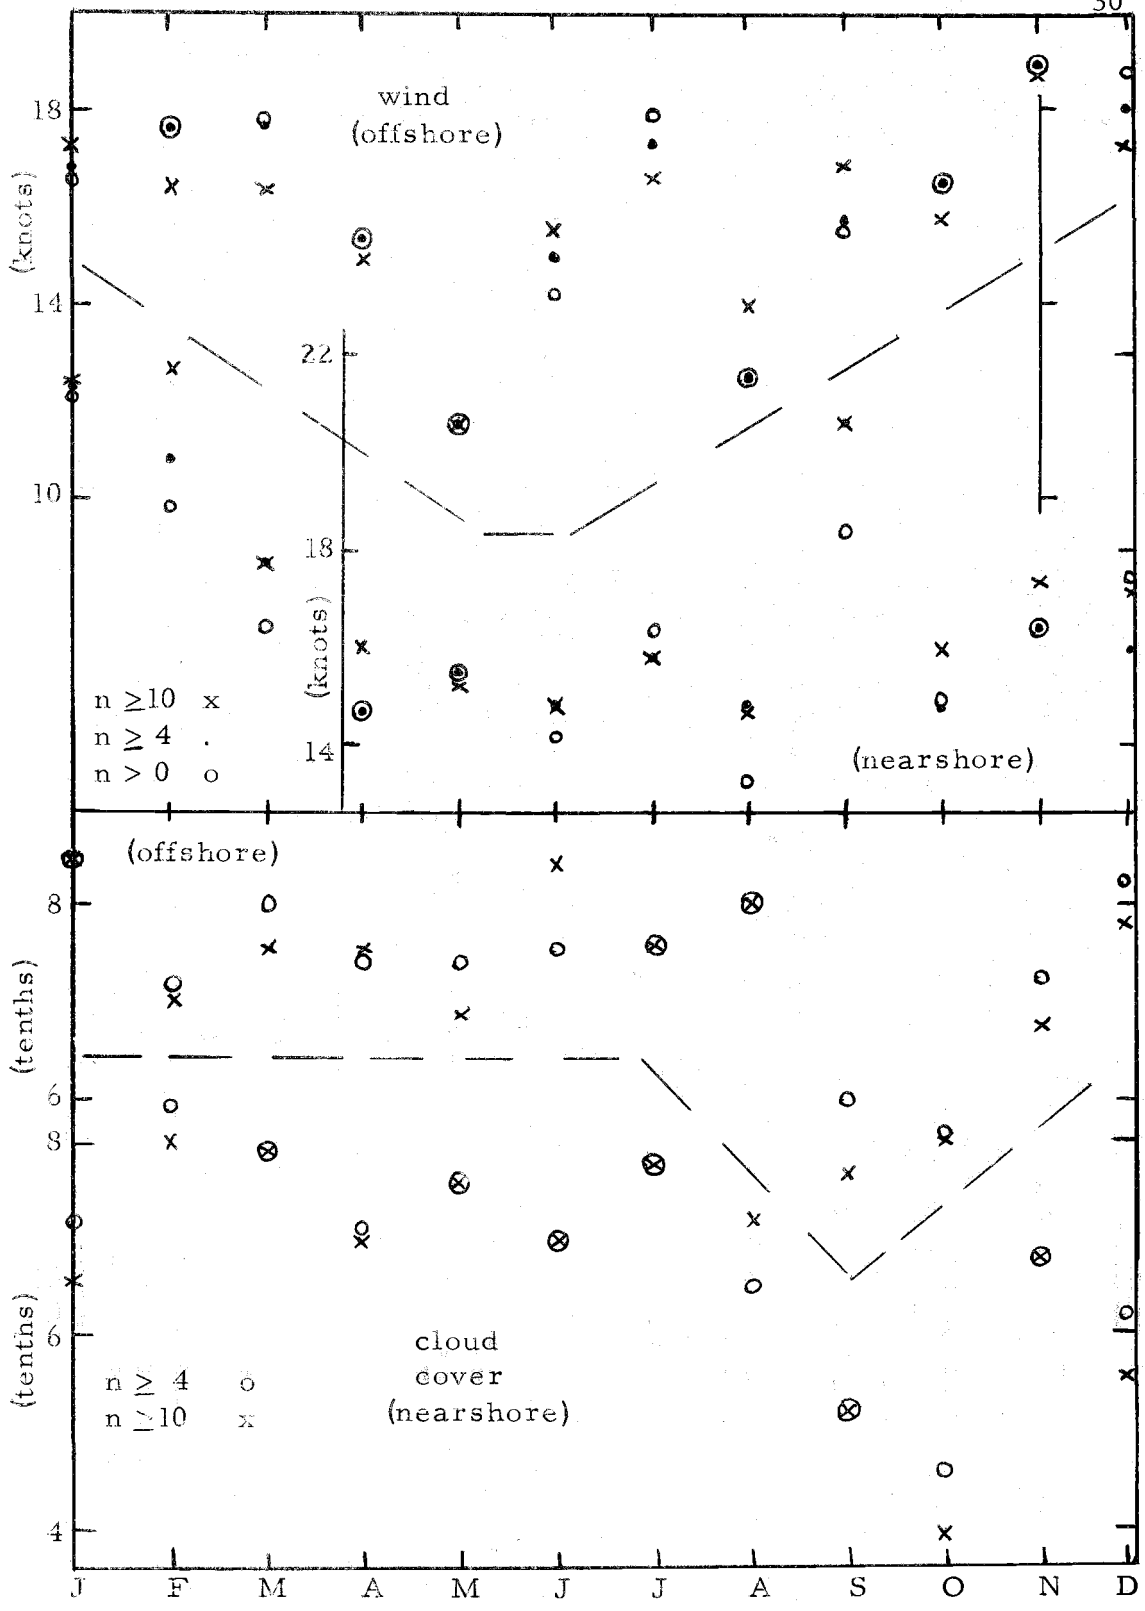 wind
(offshore)
18
(knots)
14
22
10
18
(knots)
n ≥10 x
n ≥ 4 .
n > 0 o
14
(nearshore)
(offshore)
8
(tenths)
6
8
6
(tenths)
cloud
cover
(nearshore)
n ≥ 4 o
n ≥10 x
4
J F M A M J J A S O N D